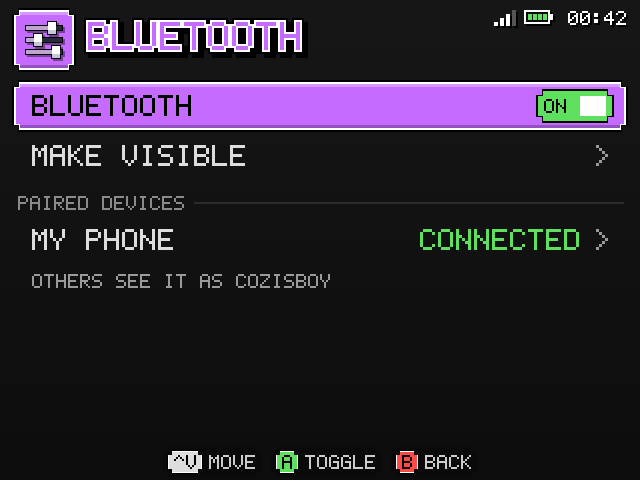 BLUETOOTH
00:42
BLUETOOTH ON
MAKE VISIBLE
PAIRED DEVICES
MY PHONE CONNECTED
OTHERS SEE IT AS COZISBOY
^V MOVE A TOGGLE B BACK